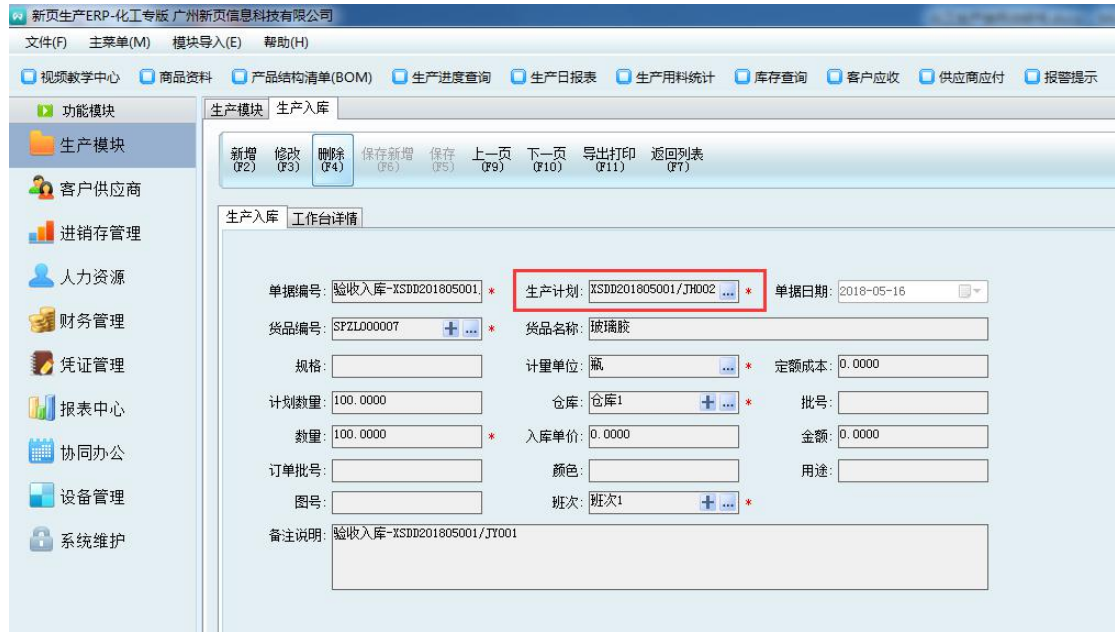 新页生产ERP-化工专版 广州新页信息科技有限公司
文件(F) 主菜单(M) 模块导入(E) 帮助(H)
视频教学中心 商品资料 产品结构清单(BOM) 生产进度查询 生产日报表 生产用料统计 库存查询 客户应收 供应商应付 报警提示
功能模块 生产模块 生产入库
生产模块
客户供应商
进销存管理
人力资源
财务管理
凭证管理
报表中心
协同办公
设备管理
系统维护
新增 修改 删除 保存新增 保存 上一页 下一页 导出打印 返回列表
(F2) (F3) (F4) (F6) (F5) (F9) (F10) (F11) (F7)
生产入库 工作台详情
单据编号: 验收入库-XSDD201805001 * 生产计划: XSDD201805001/JH002 ... * 单据日期: 2018-05-16
货品编号: SPZL000007 + ... * 货品名称: 玻璃胶
规格: 计量单位: 瓶 ... * 定额成本: 0.0000
计划数量: 100.0000 仓库: 仓库1 + ... * 批号:
数量: 100.0000 * 入库单价: 0.0000 金额: 0.0000
订单批号: 颜色: 用途:
图号: 班次: 班次1 + ... *
备注说明: 验收入库-XSDD201805001/JY001